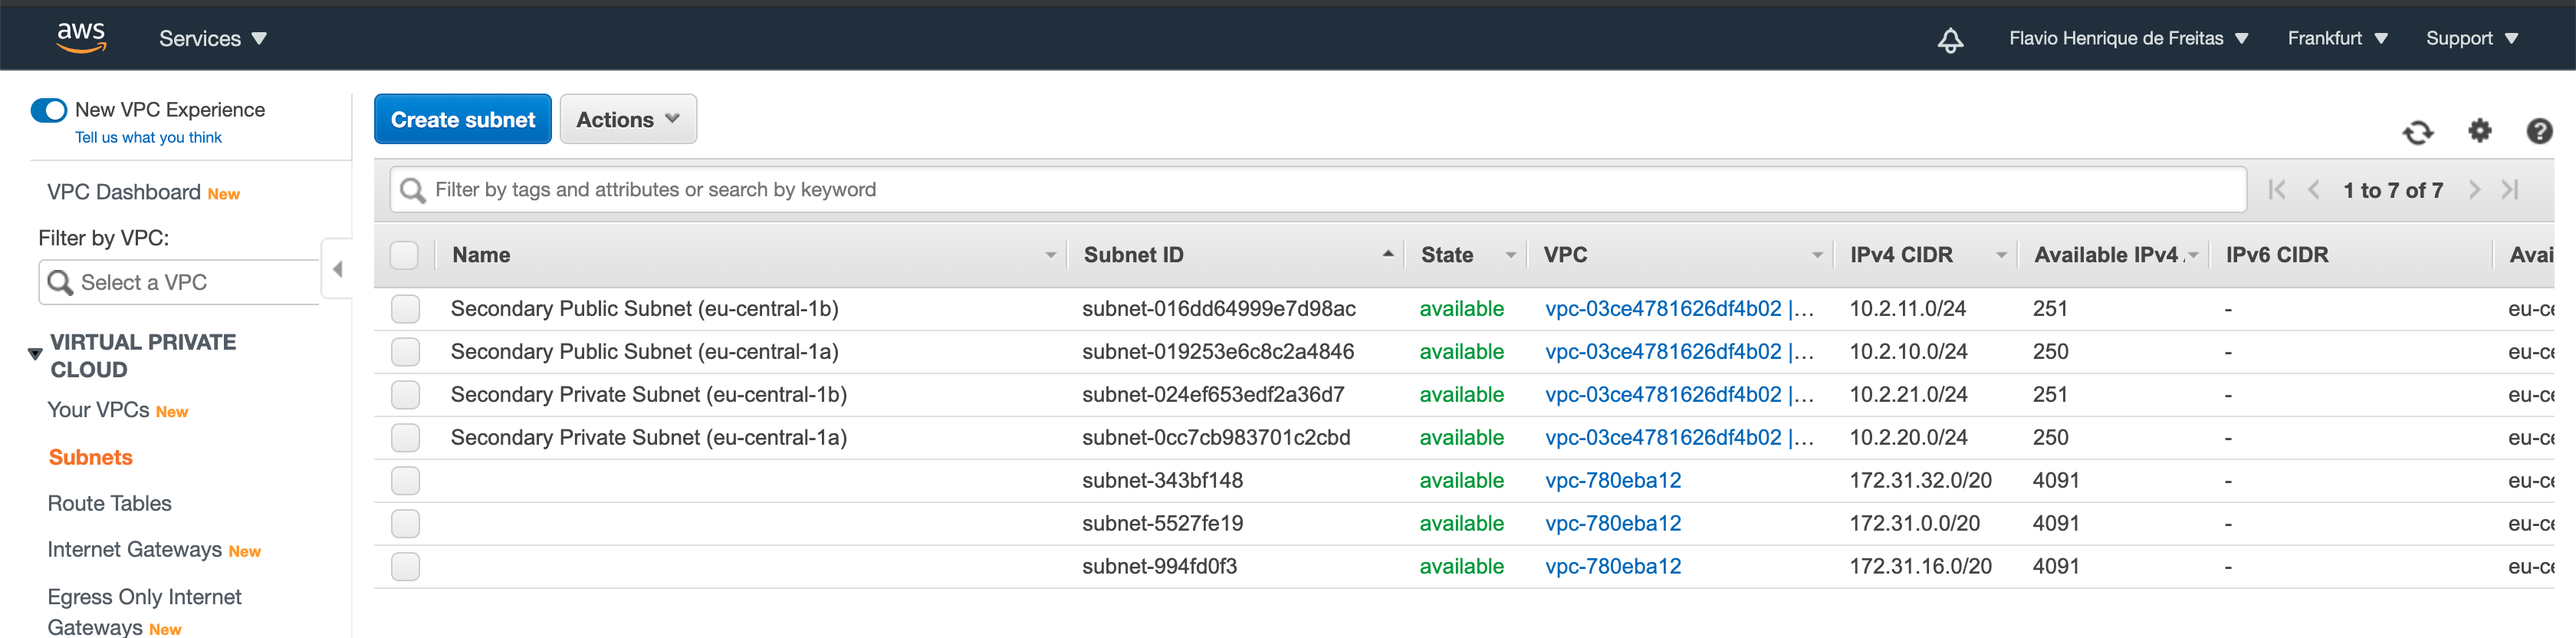 aws Services Flavio Henrique de Freitas Frankfurt Support
New VPC Experience
Tell us what you think
VPC Dashboard New
Filter by VPC:
Select a VPC
VIRTUAL PRIVATE
CLOUD
Your VPCs New
Subnets
Route Tables
Internet Gateways New
Egress Only Internet
Gateways New
Create subnet Actions
Filter by tags and attributes or search by keyword 1 to 7 of 7
Name Subnet ID State VPC IPv4 CIDR Available IPv4 IPv6 CIDR Avai
Secondary Public Subnet (eu-central-1b) subnet-016dd64999e7d98ac available vpc-03ce4781626df4b02 |... 10.2.11.0/24 251 - eu-ce
Secondary Public Subnet (eu-central-1a) subnet-019253e6c8c2a4846 available vpc-03ce4781626df4b02 |... 10.2.10.0/24 250 - eu-ce
Secondary Private Subnet (eu-central-1b) subnet-024ef653edf2a36d7 available vpc-03ce4781626df4b02 |... 10.2.21.0/24 251 - eu-ce
Secondary Private Subnet (eu-central-1a) subnet-0cc7cb983701c2cbd available vpc-03ce4781626df4b02 |... 10.2.20.0/24 250 - eu-ce
subnet-343bf148 available vpc-780eba12 172.31.32.0/20 4091 - eu-ce
subnet-5527fe19 available vpc-780eba12 172.31.0.0/20 4091 - eu-ce
subnet-994fd0f3 available vpc-780eba12 172.31.16.0/20 4091 - eu-ce